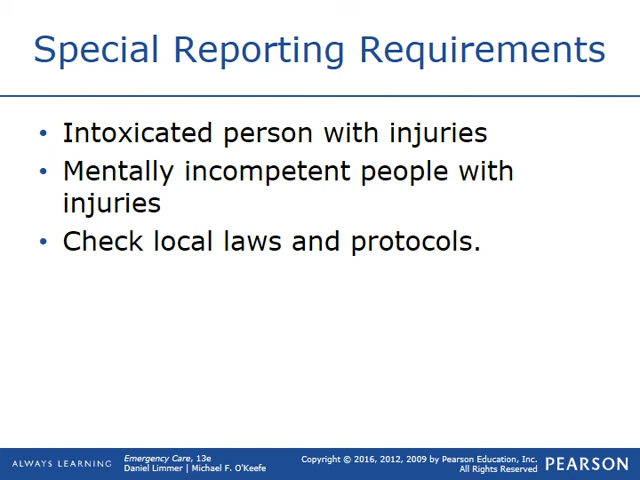 Special Reporting Requirements
• Intoxicated person with injuries
• Mentally incompetent people with
injuries
• Check local laws and protocols.
ALWAYS LEARNING
Emergency Care, 13e
Daniel Limmer | Michael F. O'Keefe
Copyright © 2016, 2012, 2009 by Pearson Education, Inc.
All Rights Reserved
PEARSON